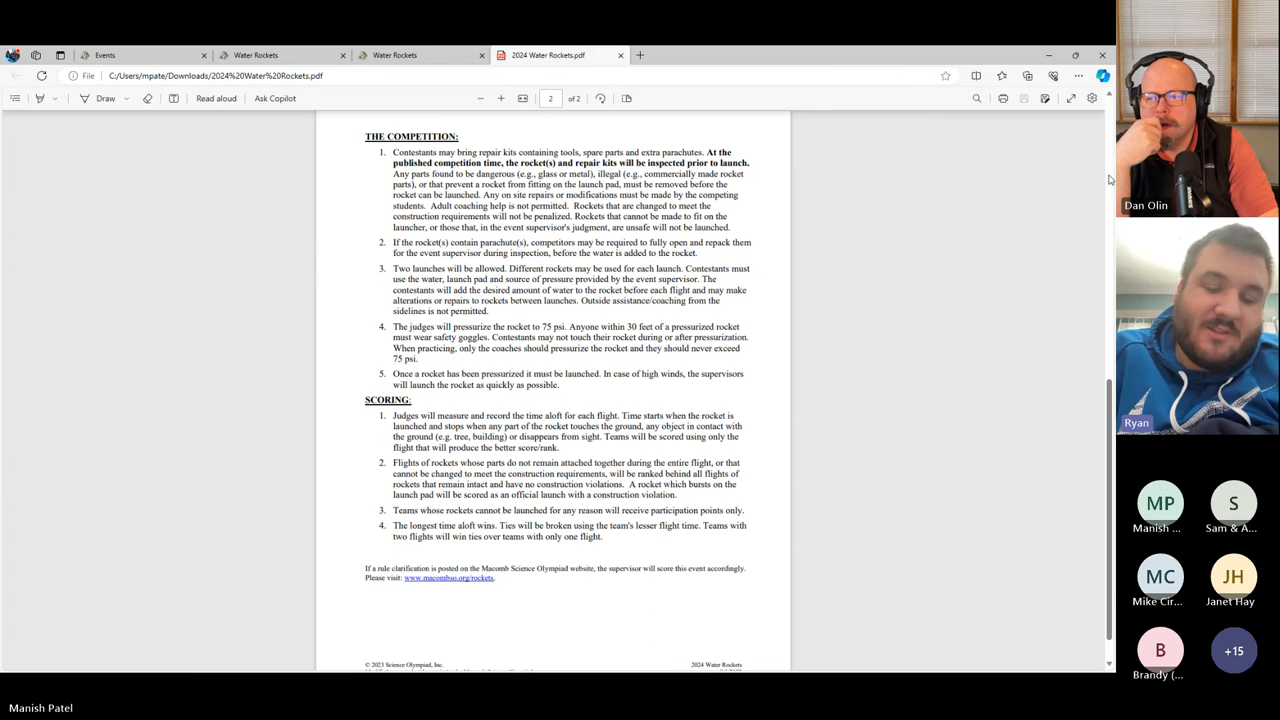 Events
Water Rockets
Water Rockets
2024 Water Rockets.pdf
File
C:/Users/mpate/Downloads/2024%20Water%20Rockets.pdf
Draw
Read aloud
Ask Copilot
2
of 2
THE COMPETITION:
1. Contestants may bring repair kits containing tools, spare parts and extra parachutes. At the
published competition time, the rocket(s) and repair kits will be inspected prior to launch.
Any parts found to be dangerous (e.g., glass or metal), illegal (e.g., commercially made rocket
parts), or that prevent a rocket from fitting on the launch pad, must be removed before the
rocket can be launched. Any on site repairs or modifications must be made by the competing
students. Adult coaching help is not permitted. Rockets that are changed to meet the
construction requirements will not be penalized. Rockets that cannot be made to fit on the
launcher, or those that, in the event supervisor's judgment, are unsafe will not be launched.
2. If the rocket(s) contain parachute(s), competitors may be required to fully open and repack them
for the event supervisor during inspection, before the water is added to the rocket.
3. Two launches will be allowed. Different rockets may be used for each launch. Contestants must
use the water, launch pad and source of pressure provided by the event supervisor. The
contestants will add the desired amount of water to the rocket before each flight and may make
alterations or repairs to rockets between launches. Outside assistance/coaching from the
sidelines is not permitted.
4. The judges will pressurize the rocket to 75 psi. Anyone within 30 feet of a pressurized rocket
must wear safety goggles. Contestants may not touch their rocket during or after pressurization.
When practicing, only the coaches should pressurize the rocket and they should never exceed
75 psi.
5. Once a rocket has been pressurized it must be launched. In case of high winds, the supervisors
will launch the rocket as quickly as possible.
SCORING:
1. Judges will measure and record the time aloft for each flight. Time starts when the rocket is
launched and stops when any part of the rocket touches the ground, any object in contact with
the ground (e.g. tree, building) or disappears from sight. Teams will be scored using only the
flight that will produce the better score/rank.
2. Flights of rockets whose parts do not remain attached together during the entire flight, or that
cannot be changed to meet the construction requirements, will be ranked behind all flights of
rockets that remain intact and have no construction violations. A rocket which bursts on the
launch pad will be scored as an official launch with a construction violation.
3. Teams whose rockets cannot be launched for any reason will receive participation points only.
4. The longest time aloft wins. Ties will be broken using the team's lesser flight time. Teams with
two flights will win ties over teams with only one flight.
If a rule clarification is posted on the Macomb Science Olympiad website, the supervisor will score this event accordingly.
Please visit: www.macombso.org/rockets.
© 2023 Science Olympiad, Inc.
2024 Water Rockets
Dan Olin
Ryan
MP
Manish ...
S
Sam & A...
MC
Mike Cir...
JH
Janet Hay
B
Brandy (...
+15
Manish Patel